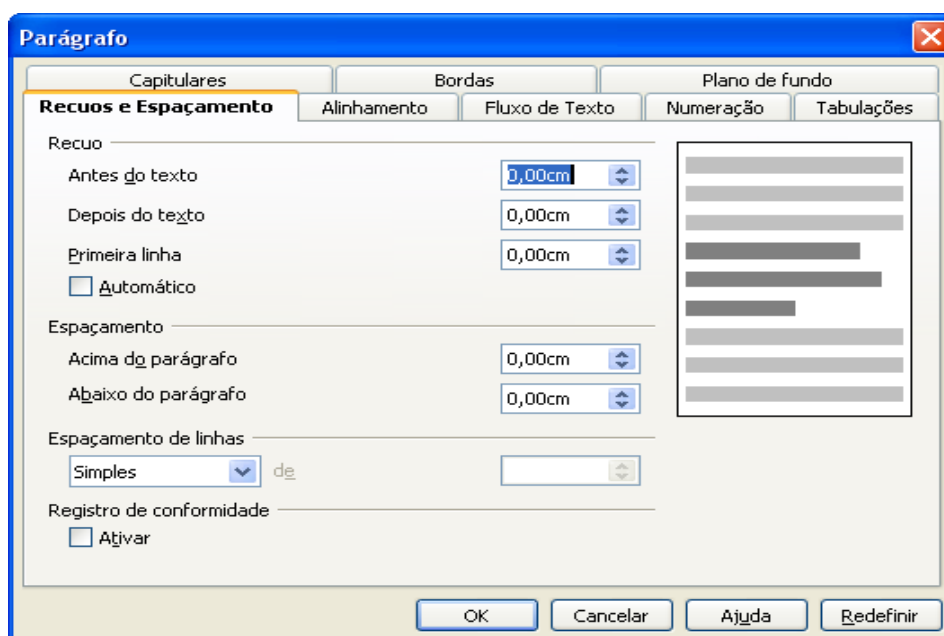 Parágrafo
Capitulares Bordas Plano de fundo
Recuos e Espaçamento Alinhamento Fluxo de Texto Numeração Tabulações
Recuo
Antes do texto 0,00cm
Depois do texto 0,00cm
Primeira linha 0,00cm
Automático
Espaçamento
Acima do parágrafo 0,00cm
Abaixo do parágrafo 0,00cm
Espaçamento de linhas
Simples de
Registro de conformidade
Ativar
OK Cancelar Ajuda Redefinir